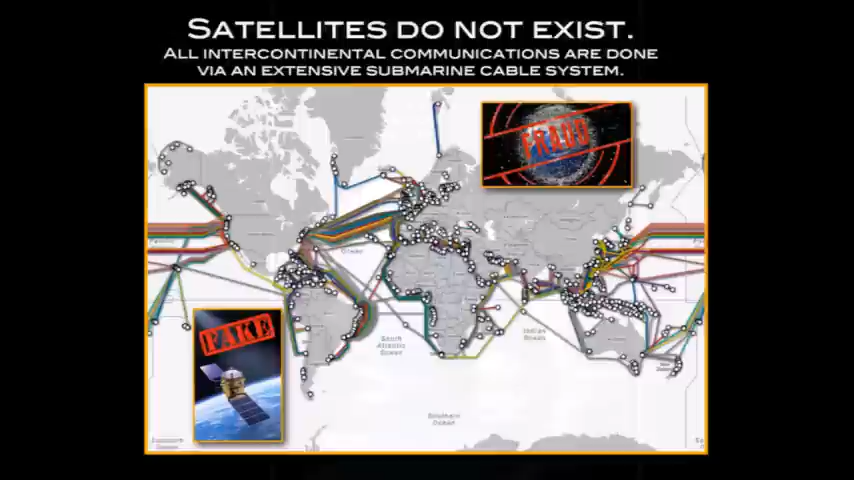 SATELLITES DO NOT EXIST.
ALL INTERCONTINENTAL COMMUNICATIONS ARE DONE
VIA AN EXTENSIVE SUBMARINE CABLE SYSTEM.
FRAUD
Ocean
FAKE
South
Atlantic
Ocean
Indian
Ocean
Southern
Ocean